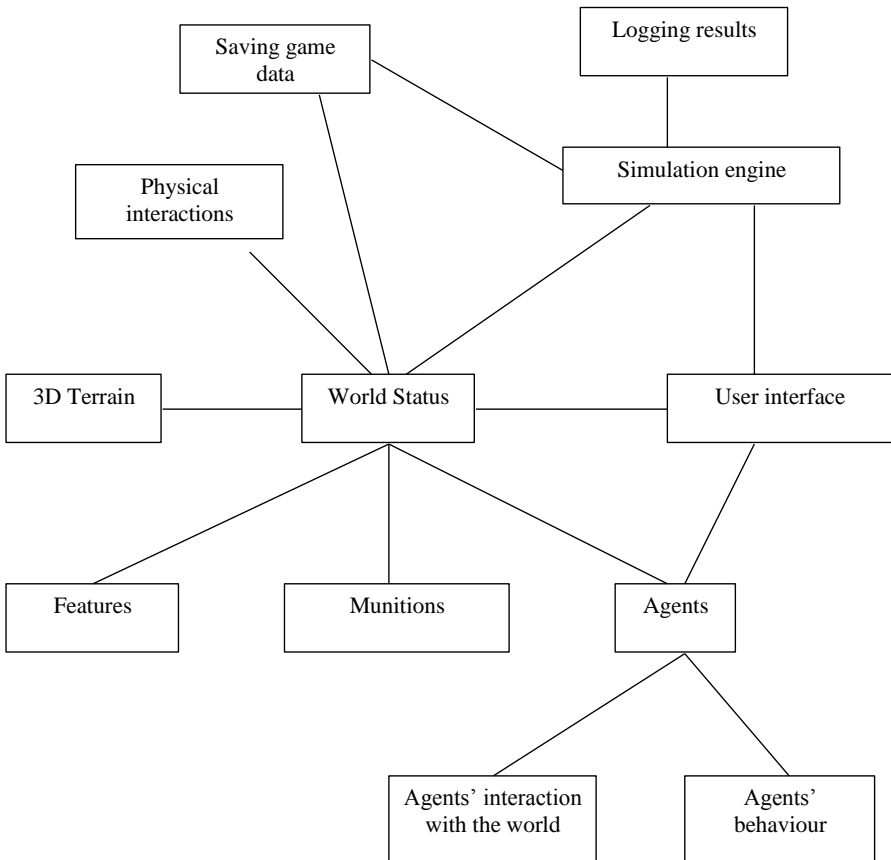 Saving game
data
Logging results
Physical
interactions
Simulation engine
3D Terrain
World Status
User interface
Features
Munitions
Agents
Agents’ interaction
with the world
Agents’
behaviour